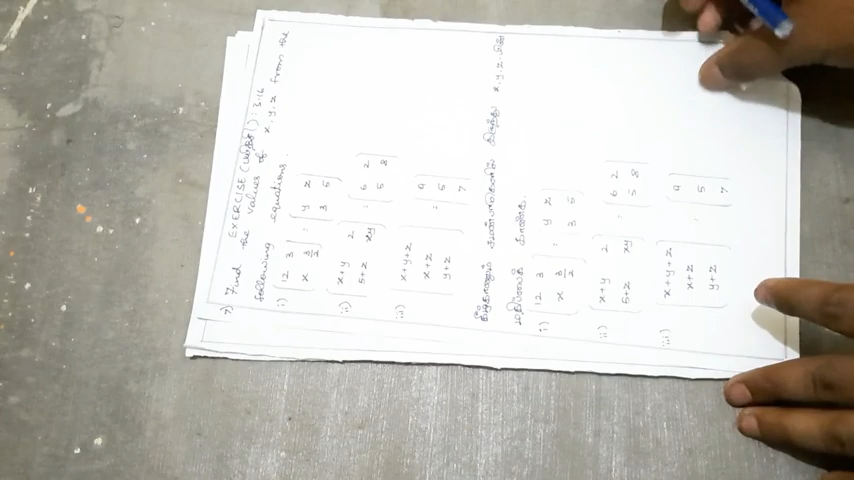 EXERCISE (பயிற்சி) : 3.16
7) Find the values of x, y, z from the
following equations.
i) [ 12 3 ] = [ y z ]
[ x 3/2 ] [ 3 5 ]
ii) [ x+y 2 ] = [ 6 2 ]
[ 5+z xy ] [ 5 8 ]
iii) [ x+y+z ] = [ 9 ]
[ x+z ] [ 5 ]
[ y+z ] [ 7 ]
x, y, z-ன்
காண்க.
i) [ 12 3 ] = y z
[ x 3/2 ] 3 5
ii) [ x+y 2 ] = [ 6 2 ]
[ 5+z xy ] [ 5 8 ]
iii) [ x+y+z ] = [ 9 ]
[ x+z ] [ 5 ]
[ y+z ] [ 7 ]